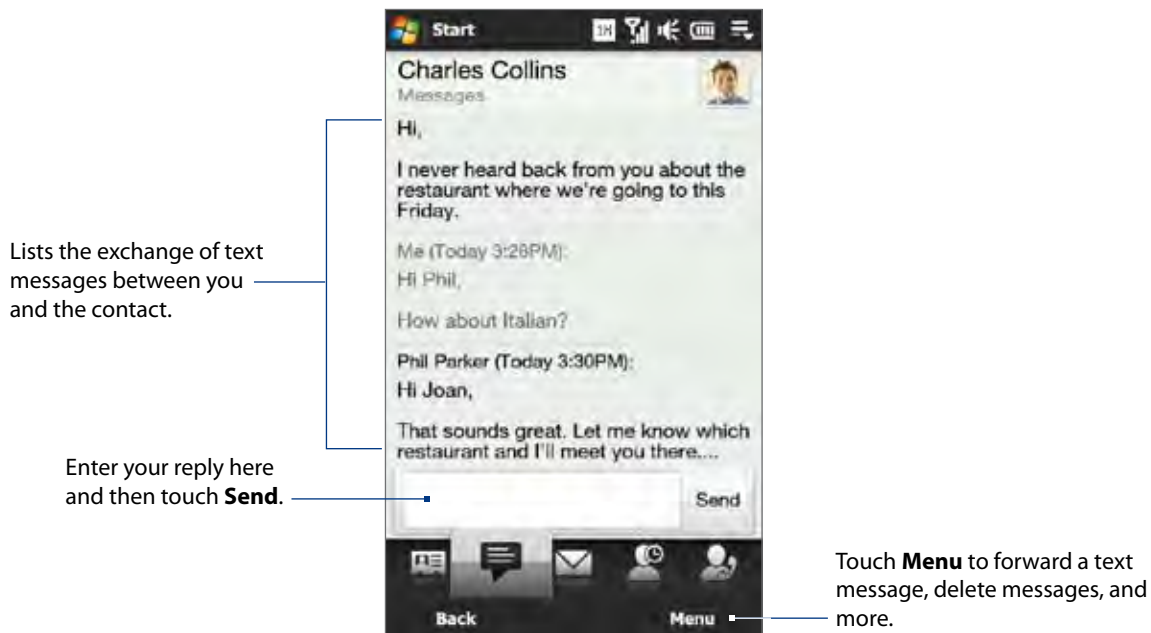 Start
1H
Charles Collins
Messages
Hi,
I never heard back from you about the
restaurant where we're going to this
Friday.
Me (Today 3:26PM):
Hi Phil,
How about Italian?
Phil Parker (Today 3:30PM):
Hi Joan,
That sounds great. Let me know which
restaurant and I'll meet you there....
Send
Back
Menu
Lists the exchange of text
messages between you
and the contact.
Enter your reply here
and then touch Send.
Touch Menu to forward a text
message, delete messages, and
more.